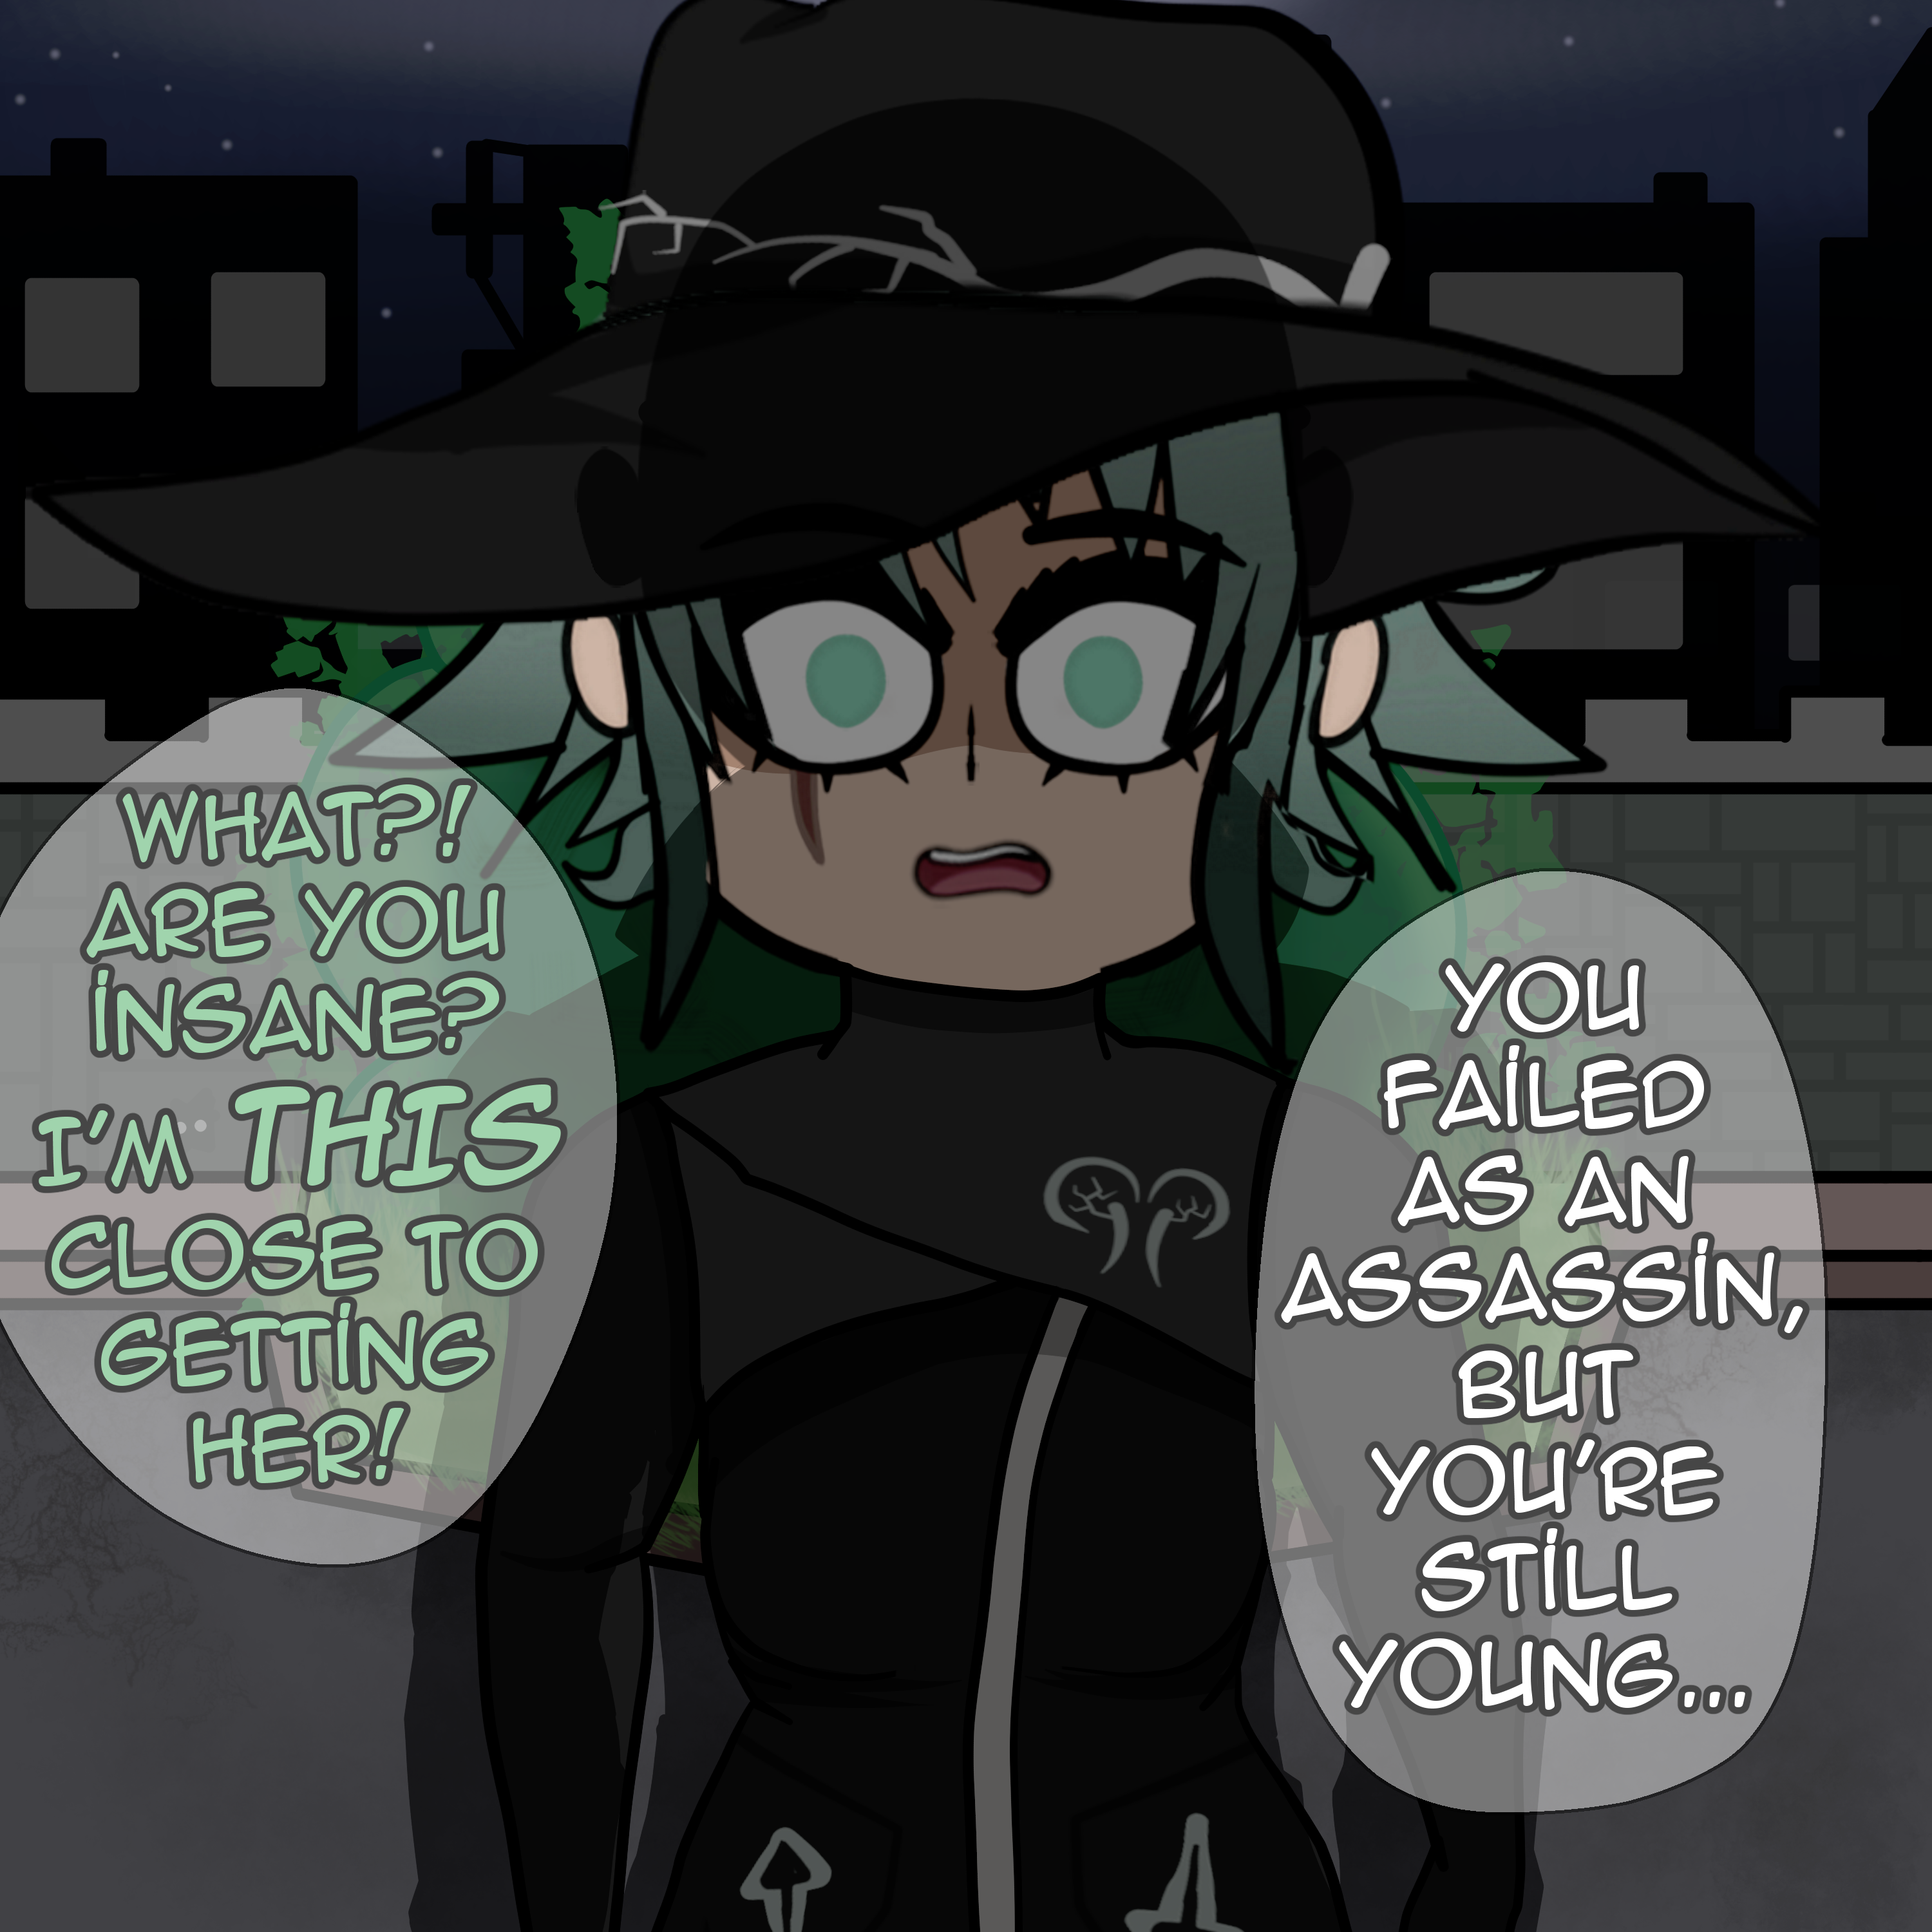 WHAT?!
ARE YOU
INSANE?
I'M THIS
CLOSE TO
GETTING
HER!
YOU
FAILED
AS AN
ASSASSIN,
BUT
YOU'RE
STILL
YOUNG...